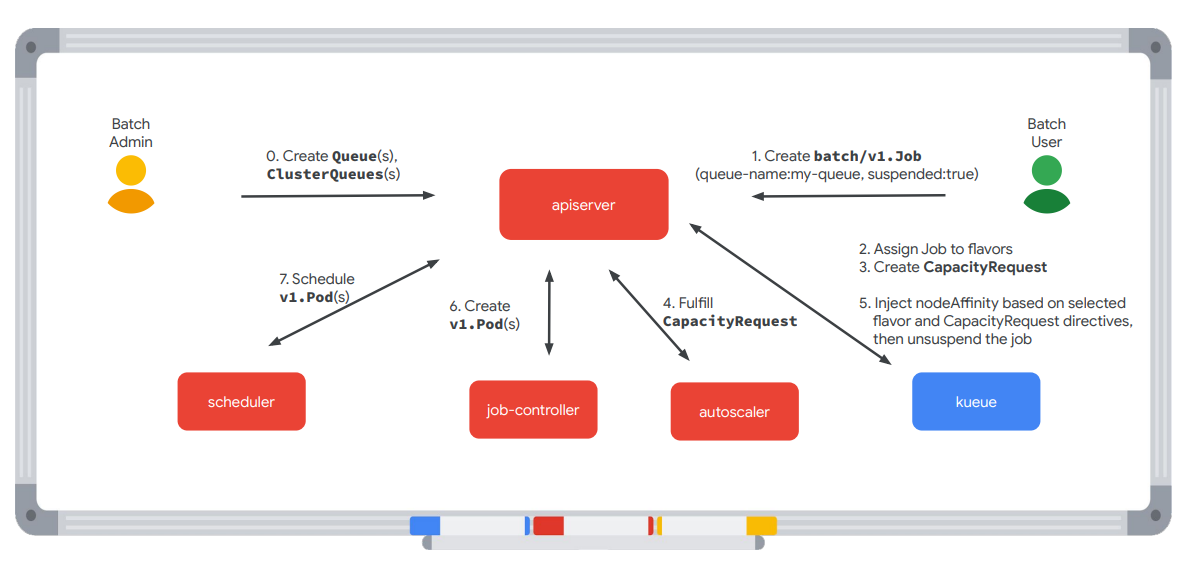 Batch
Admin
0. Create Queue(s),
ClusterQueues(s)
apiserver
1. Create batch/v1.Job
(queue-name:my-queue, suspended:true)
Batch
User
2. Assign Job to flavors
3. Create CapacityRequest
5. Inject nodeAffinity based on selected
flavor and CapacityRequest directives,
then unsuspend the job
7. Schedule
v1.Pod(s)
6. Create
v1.Pod(s)
4. Fulfill
CapacityRequest
scheduler
job-controller
autoscaler
kueue